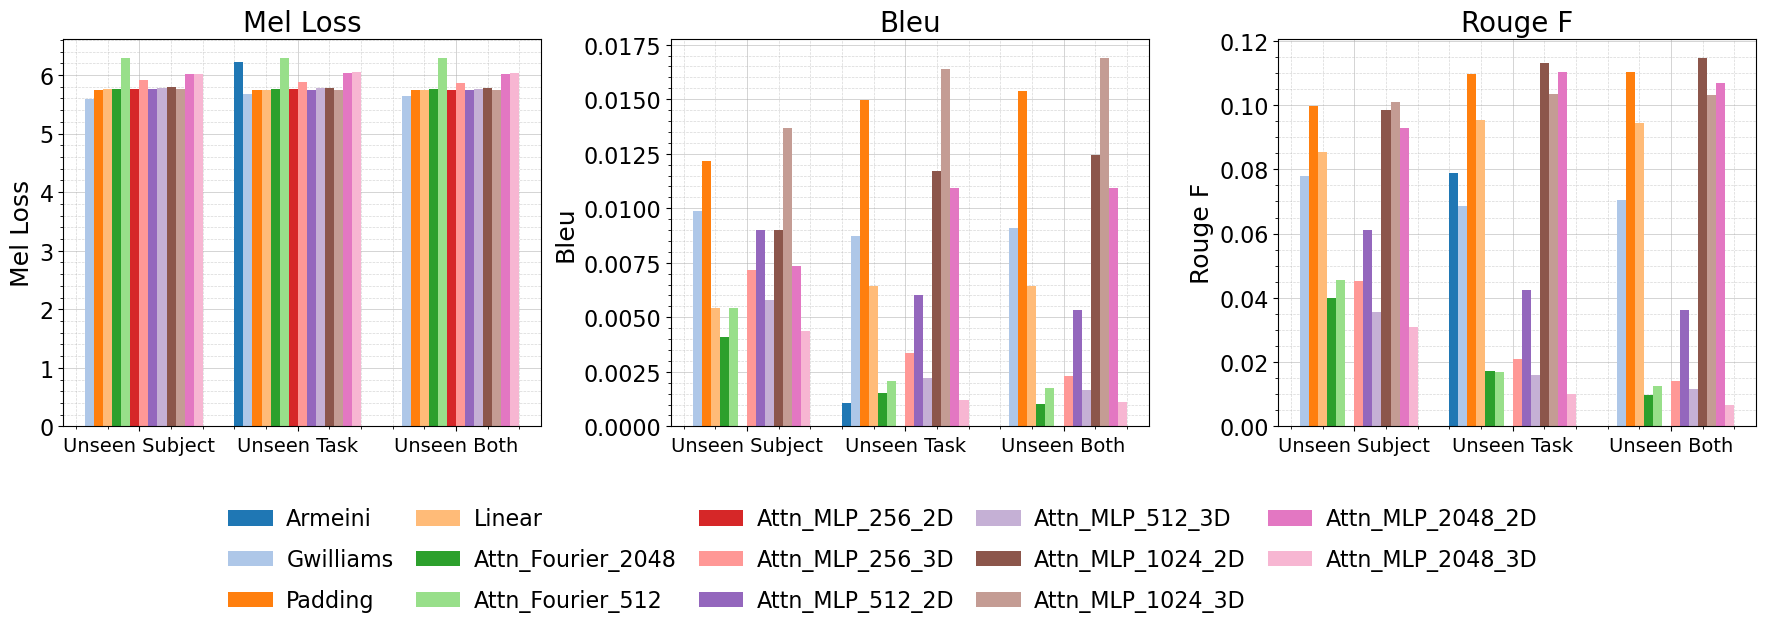 Mel Loss
Bleu
Rouge F
Mel Loss
6
5
4
3
2
1
0
Unseen Subject
Unseen Task
Unseen Both
Bleu
0.0175
0.0150
0.0125
0.0100
0.0075
0.0050
0.0025
0.0000
Unseen Subject
Unseen Task
Unseen Both
Rouge F
0.12
0.10
0.08
0.06
0.04
0.02
0.00
Unseen Subject
Unseen Task
Unseen Both
Armeini
Gwilliams
Padding
Linear
Attn_Fourier_2048
Attn_Fourier_512
Attn_MLP_256_2D
Attn_MLP_256_3D
Attn_MLP_512_2D
Attn_MLP_512_3D
Attn_MLP_1024_2D
Attn_MLP_1024_3D
Attn_MLP_2048_2D
Attn_MLP_2048_3D